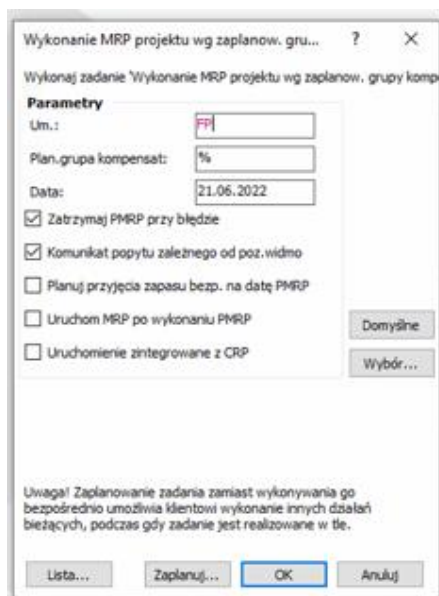 Wykonanie MRP projektu wg zaplanow. gru... ? ×
Wykonaj zadanie 'Wykonanie MRP projektu wg zaplanow. grupy komp
Parametry
Um.: FP
Plan.grupa kompensat: %
Data: 21.06.2022
Zatrzymaj PMRP przy błędzie
Komunikat popytu zależnego od poz.widmo
Planuj przyjęcia zapasu bezp. na datę PMRP
Uruchom MRP po wykonaniu PMRP
Domyślne
Uruchomienie zintegrowane z CRP
Wybór...
Uwaga! Zaplanowanie zadania zamiast wykonywania go
bezpośrednio umożliwia klientowi wykonanie innych działań
bieżących, podczas gdy zadanie jest realizowane w tle.
Lista... Zaplanuj... OK Anuluj